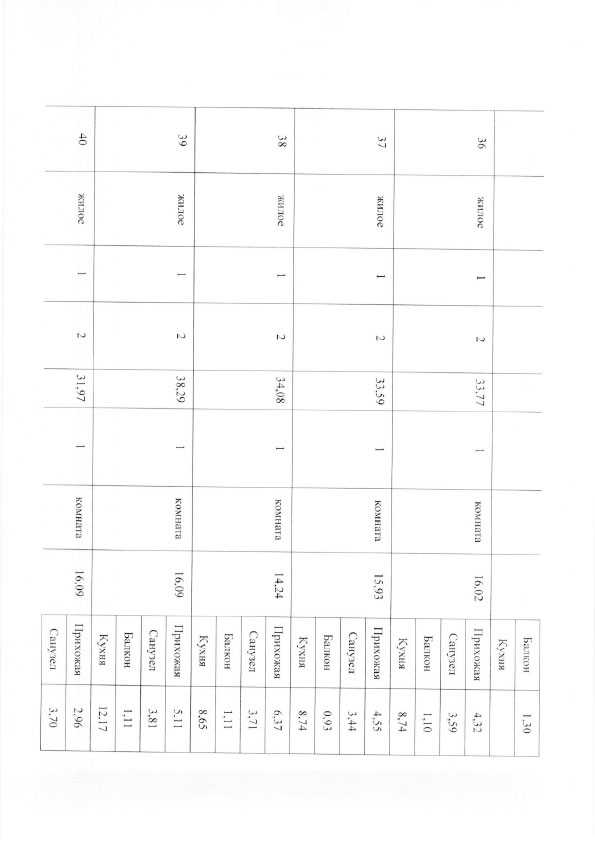 Балкон 1,30
Кухня
36 жилое 1 2 33,77 1 комната 16,02 Прихожая 4,32
Санузел 3,59
Балкон 1,10
Кухня 8,74
37 жилое 1 2 33,59 1 комната 15,93 Прихожая 4,55
Санузел 3,44
Балкон 0,93
Кухня 8,74
38 жилое 1 2 34,08 1 комната 14,24 Прихожая 6,37
Санузел 3,71
Балкон 1,11
Кухня 8,65
39 жилое 1 2 38,29 1 комната 16,09 Прихожая 5,11
Санузел 3,81
Балкон 1,11
Кухня 12,17
40 жилое 1 2 31,97 1 комната 16,09 Прихожая 2,96
Санузел 3,70